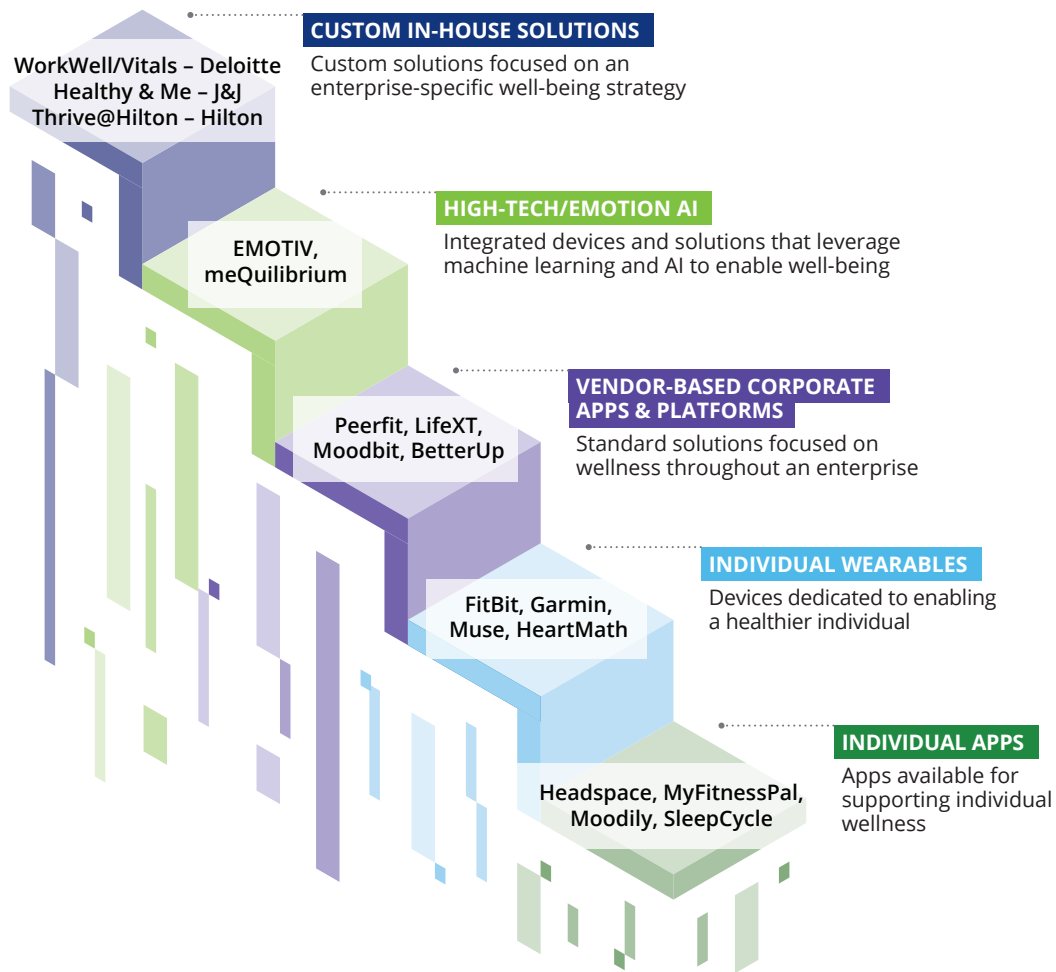 CUSTOM IN-HOUSE SOLUTIONS
Custom solutions focused on an
enterprise-specific well-being strategy
WorkWell/Vitals – Deloitte
Healthy & Me – J&J
Thrive@Hilton – Hilton
HIGH-TECH/EMOTION AI
Integrated devices and solutions that leverage
machine learning and AI to enable well-being
EMOTIV,
meQuilibrium
VENDOR-BASED CORPORATE
APPS & PLATFORMS
Standard solutions focused on
wellness throughout an enterprise
Peerfit, LifeXT,
Moodbit, BetterUp
INDIVIDUAL WEARABLES
Devices dedicated to enabling
a healthier individual
FitBit, Garmin,
Muse, HeartMath
INDIVIDUAL APPS
Apps available for
supporting individual
wellness
Headspace, MyFitnessPal,
Moodily, SleepCycle